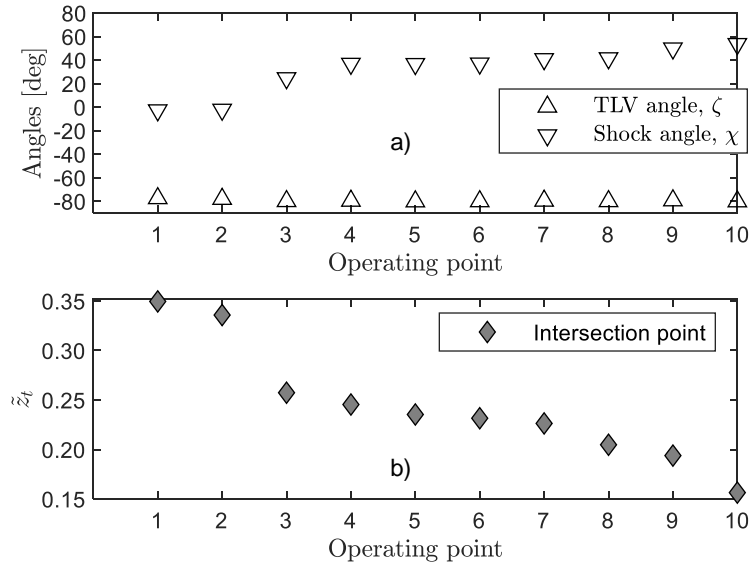 80
60
40
20
0
-20
-40
-60
-80
Angles [deg]
TLV angle, ζ
Shock angle, χ
a)
1 2 3 4 5 6 7 8 9 10
Operating point
0.35
0.30
0.25
0.20
0.15
z̃ₜ
Intersection point
b)
1 2 3 4 5 6 7 8 9 10
Operating point